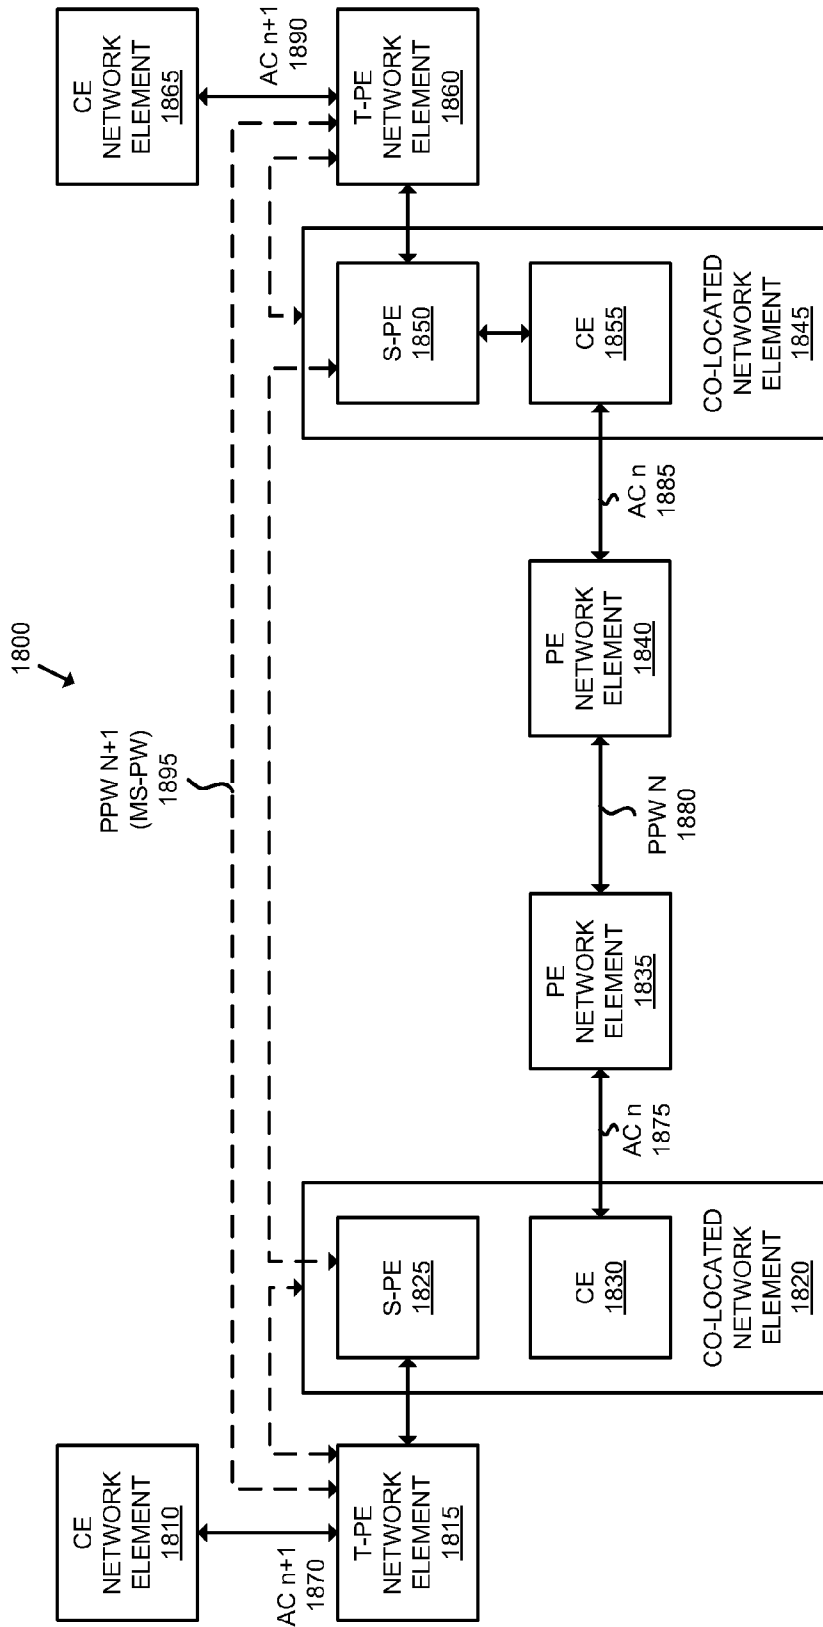 1800
PPW N+1
(MS-PW)
1895
CE
NETWORK
ELEMENT
1810
CE
NETWORK
ELEMENT
1865
AC n+1
1870
AC n+1
1890
T-PE
NETWORK
ELEMENT
1815
S-PE
1825
S-PE
1850
T-PE
NETWORK
ELEMENT
1860
CE
1830
AC n
1875
PE
NETWORK
ELEMENT
1835
PPW N
1880
PE
NETWORK
ELEMENT
1840
AC n
1885
CE
1855
CO-LOCATED
NETWORK
ELEMENT
1820
CO-LOCATED
NETWORK
ELEMENT
1845